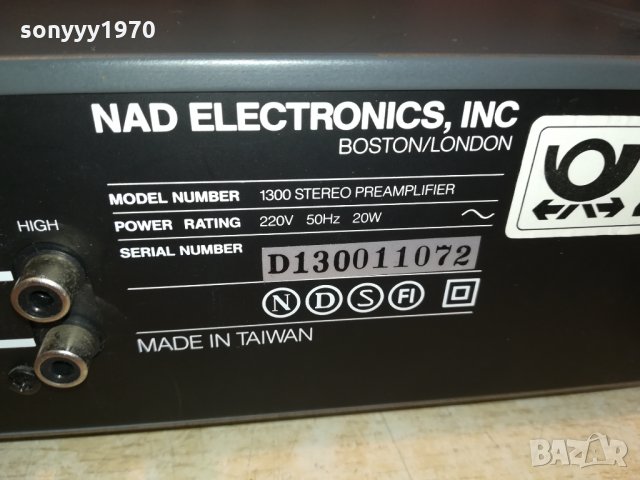 sonyyy1970
NAD ELECTRONICS, INC
BOSTON/LONDON
MODEL NUMBER 1300 STEREO PREAMPLIFIER
POWER RATING 220V 50Hz 20W
HIGH
SERIAL NUMBER D130011072
N D S FI
MADE IN TAIWAN
BAZAR